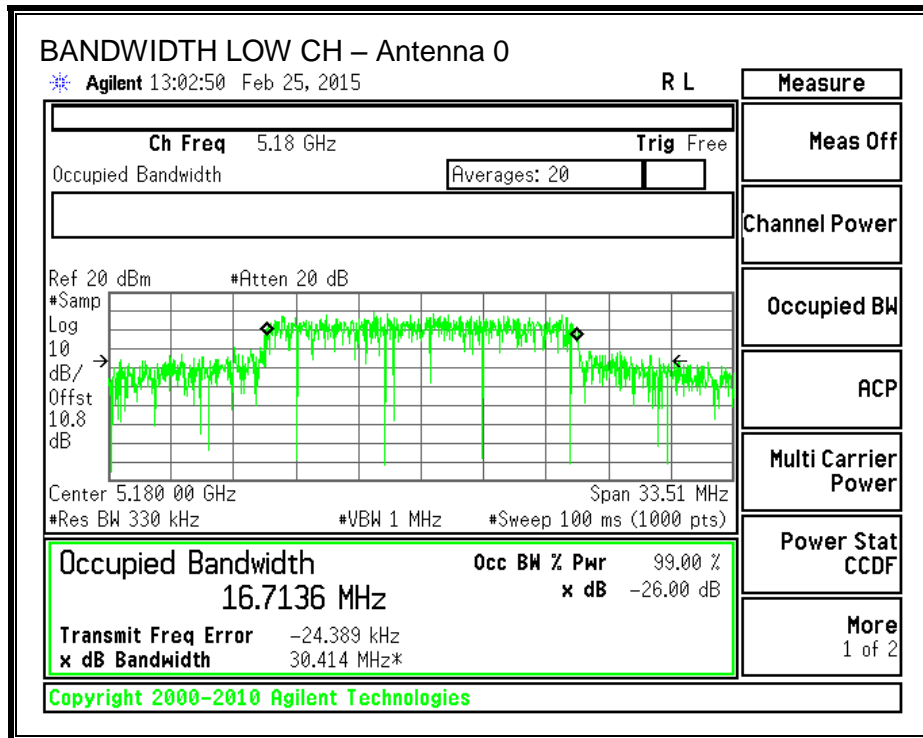 BANDWIDTH LOW CH – Antenna 0
Agilent 13:02:50 Feb 25, 2015 R L
Measure
Ch Freq 5.18 GHz Trig Free
Meas Off
Occupied Bandwidth Averages: 20
Channel Power
Ref 20 dBm #Atten 20 dB
#Samp
Log
10
dB/
Offst
10.8
dB
Occupied BW
ACP
Multi Carrier
Power
Center 5.180 00 GHz Span 33.51 MHz
#Res BW 330 kHz #VBW 1 MHz #Sweep 100 ms (1000 pts)
Power Stat
CCDF
Occupied Bandwidth Occ BW % Pwr 99.00 %
16.7136 MHz x dB -26.00 dB
Transmit Freq Error -24.389 kHz
x dB Bandwidth 30.414 MHz*
More
1 of 2
Copyright 2000-2010 Agilent Technologies